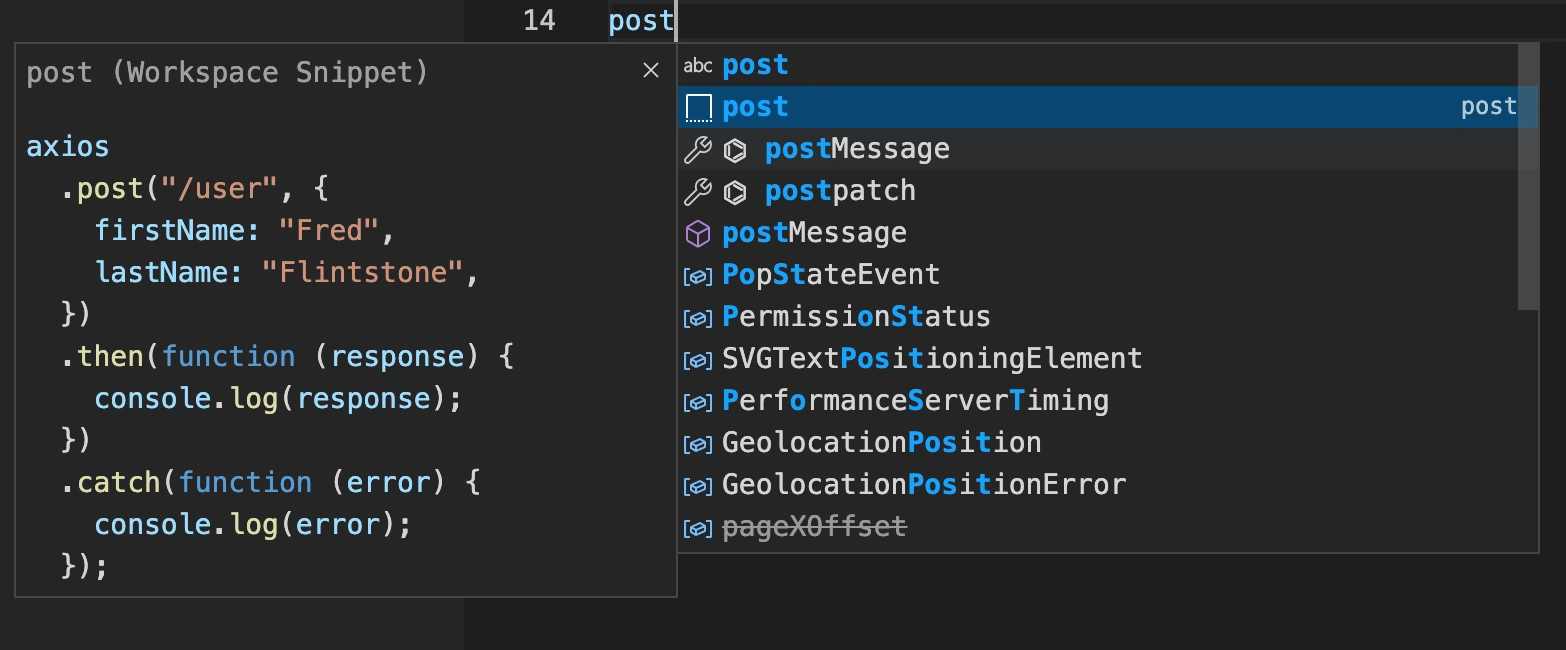 14 post
post (Workspace Snippet)
axios
.post("/user", {
firstName: "Fred",
lastName: "Flintstone",
})
.then(function (response) {
console.log(response);
})
.catch(function (error) {
console.log(error);
});
abc post
post post
postMessage
postpatch
postMessage
PopStateEvent
PermissionStatus
SVGTextPositioningElement
PerformanceServerTiming
GeolocationPosition
GeolocationPositionError
pageXOffset